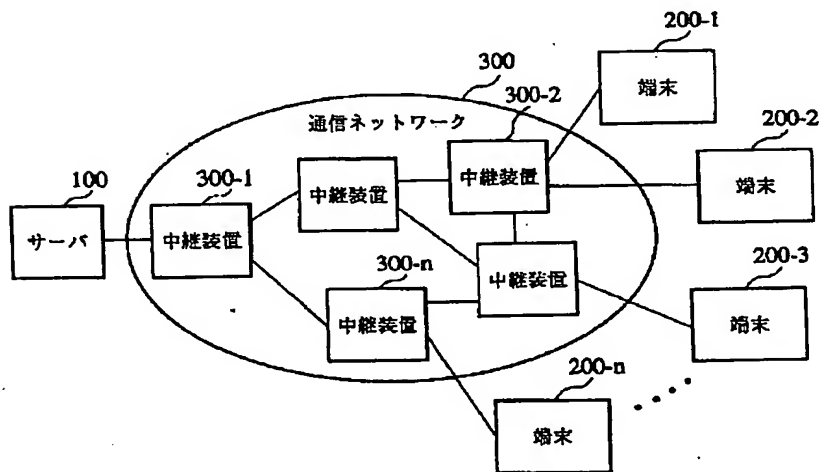 200-1
300
端末
300-2
通信ネットワーク
200-2
100
300-1
中継装置
中継装置
端末
サーバ
中継装置
300-n
中継装置
200-3
中継装置
端末
200-n
端末